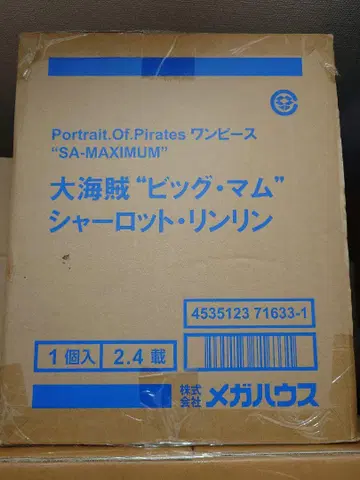 Portrait.Of.Pirates ワンピース
“SA-MAXIMUM”
大海賊“ビッグ・マム”
シャーロット・リンリン
4535123 71633-1
1個入 2.4 載
株式会社 メガハウス